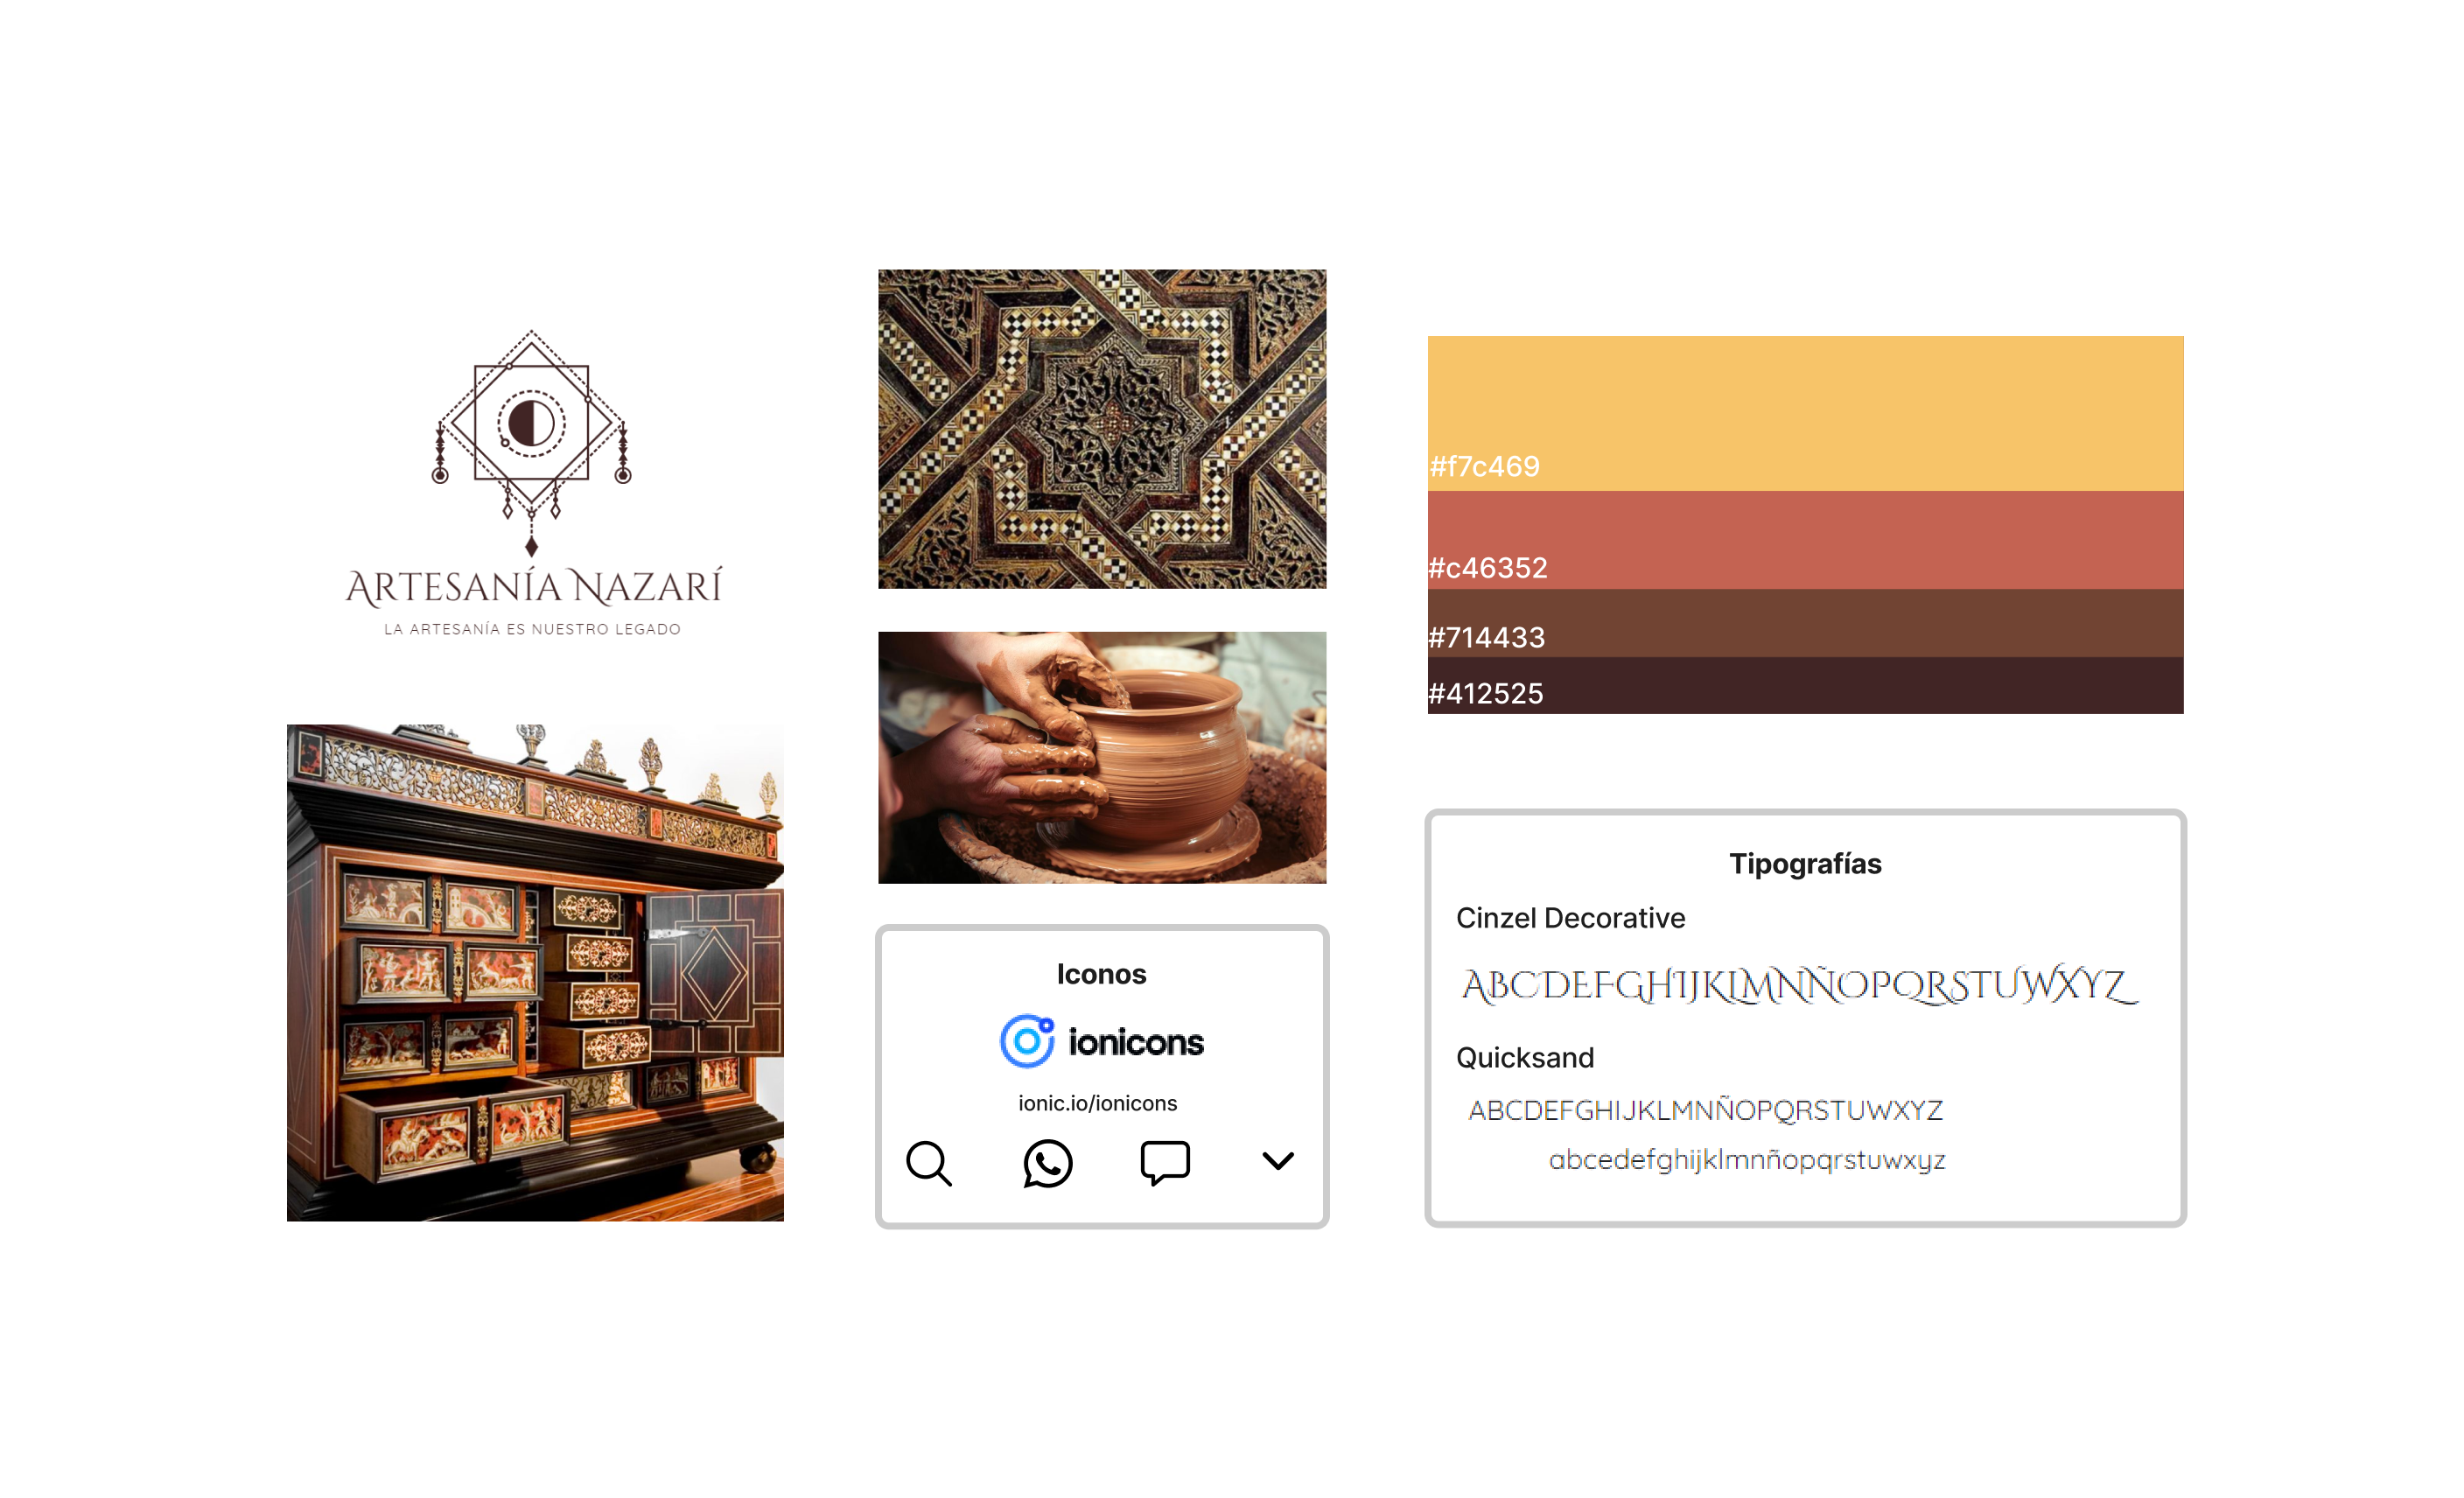 ARTESANÍA NAZARÍ
LA ARTESANÍA ES NUESTRO LEGADO
Iconos
ionicons
ionic.io/ionicons
#f7c469
#c46352
#714433
#412525
Tipografías
Cinzel Decorative
ABCDEFGHIJKLMNÑOPQRSTUWXYZ
Quicksand
ABCDEFGHIJKLMNÑOPQRSTUWXYZ
abcedefghijklmnñopqrstuwxyz